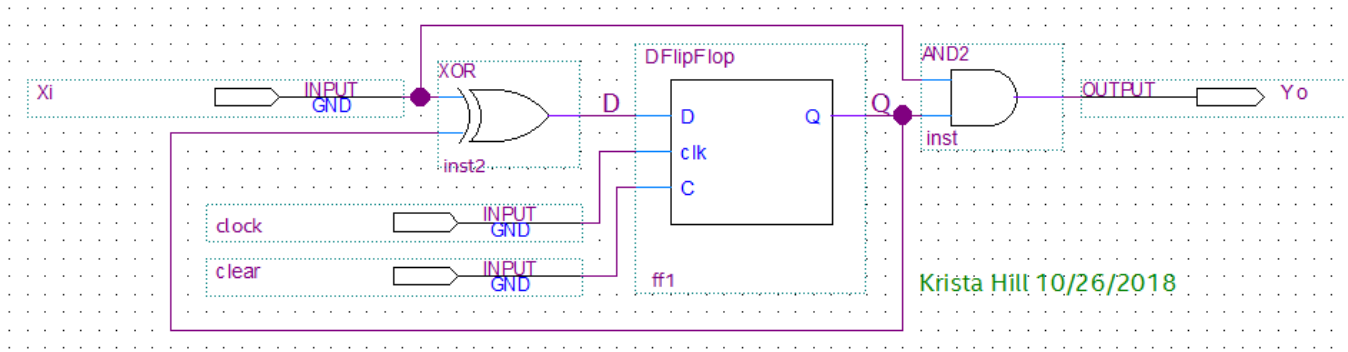 Xi
INPUT
GND
XOR
inst2
D
DFlipFlop
D
clk
C
Q
ff1
Q
AND2
inst
OUTPUT
Yo
clock
INPUT
GND
clear
INPUT
GND
Krista Hill 10/26/2018